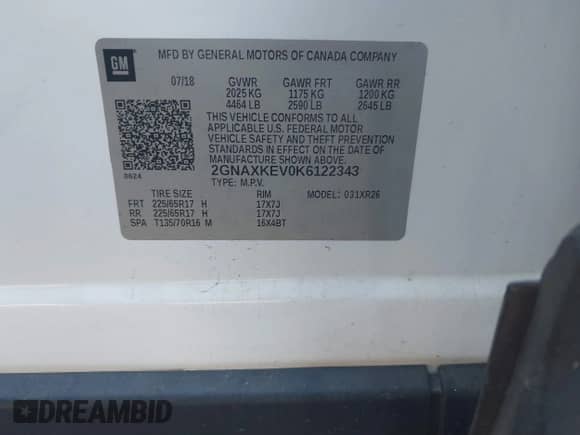 GM
MFD BY GENERAL MOTORS OF CANADA COMPANY
07/18 GVWR GAWR FRT GAWR RR
2025 KG 1175 KG 1200 KG
4464 LB 2590 LB 2645 LB
THIS VEHICLE CONFORMS TO ALL
APPLICABLE U.S. FEDERAL MOTOR
VEHICLE SAFETY AND THEFT PREVENTION
STANDARDS IN EFFECT ON THE DATE OF
MANUFACTURE SHOWN ABOVE.
0624 2GNAXKEV0K6122343
TYPE: M.P.V. MODEL: 031XR26
TIRE SIZE
FRT 225/65R17 H 17X7J
RR 225/65R17 H 17X7J
SPA T135/70R16 M 16X4BT
DREAMBID